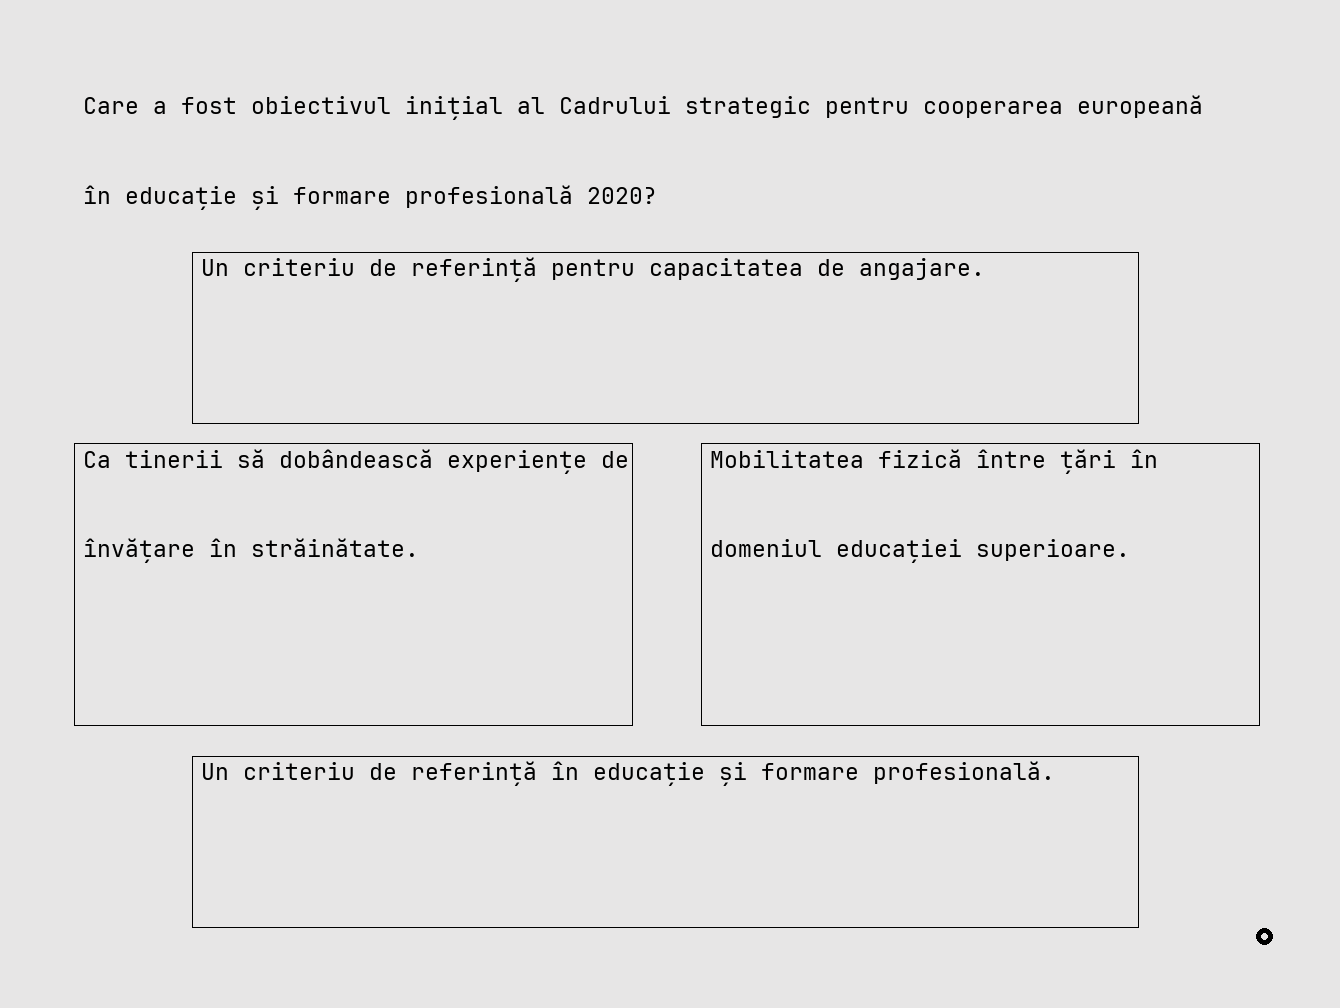 Care a fost obiectivul inițial al Cadrului strategic pentru cooperarea europeană
în educație și formare profesională 2020?
Un criteriu de referință pentru capacitatea de angajare.
Ca tinerii să dobândească experiențe de
învățare în străinătate.
Mobilitatea fizică între țări în
domeniul educației superioare.
Un criteriu de referință în educație și formare profesională.